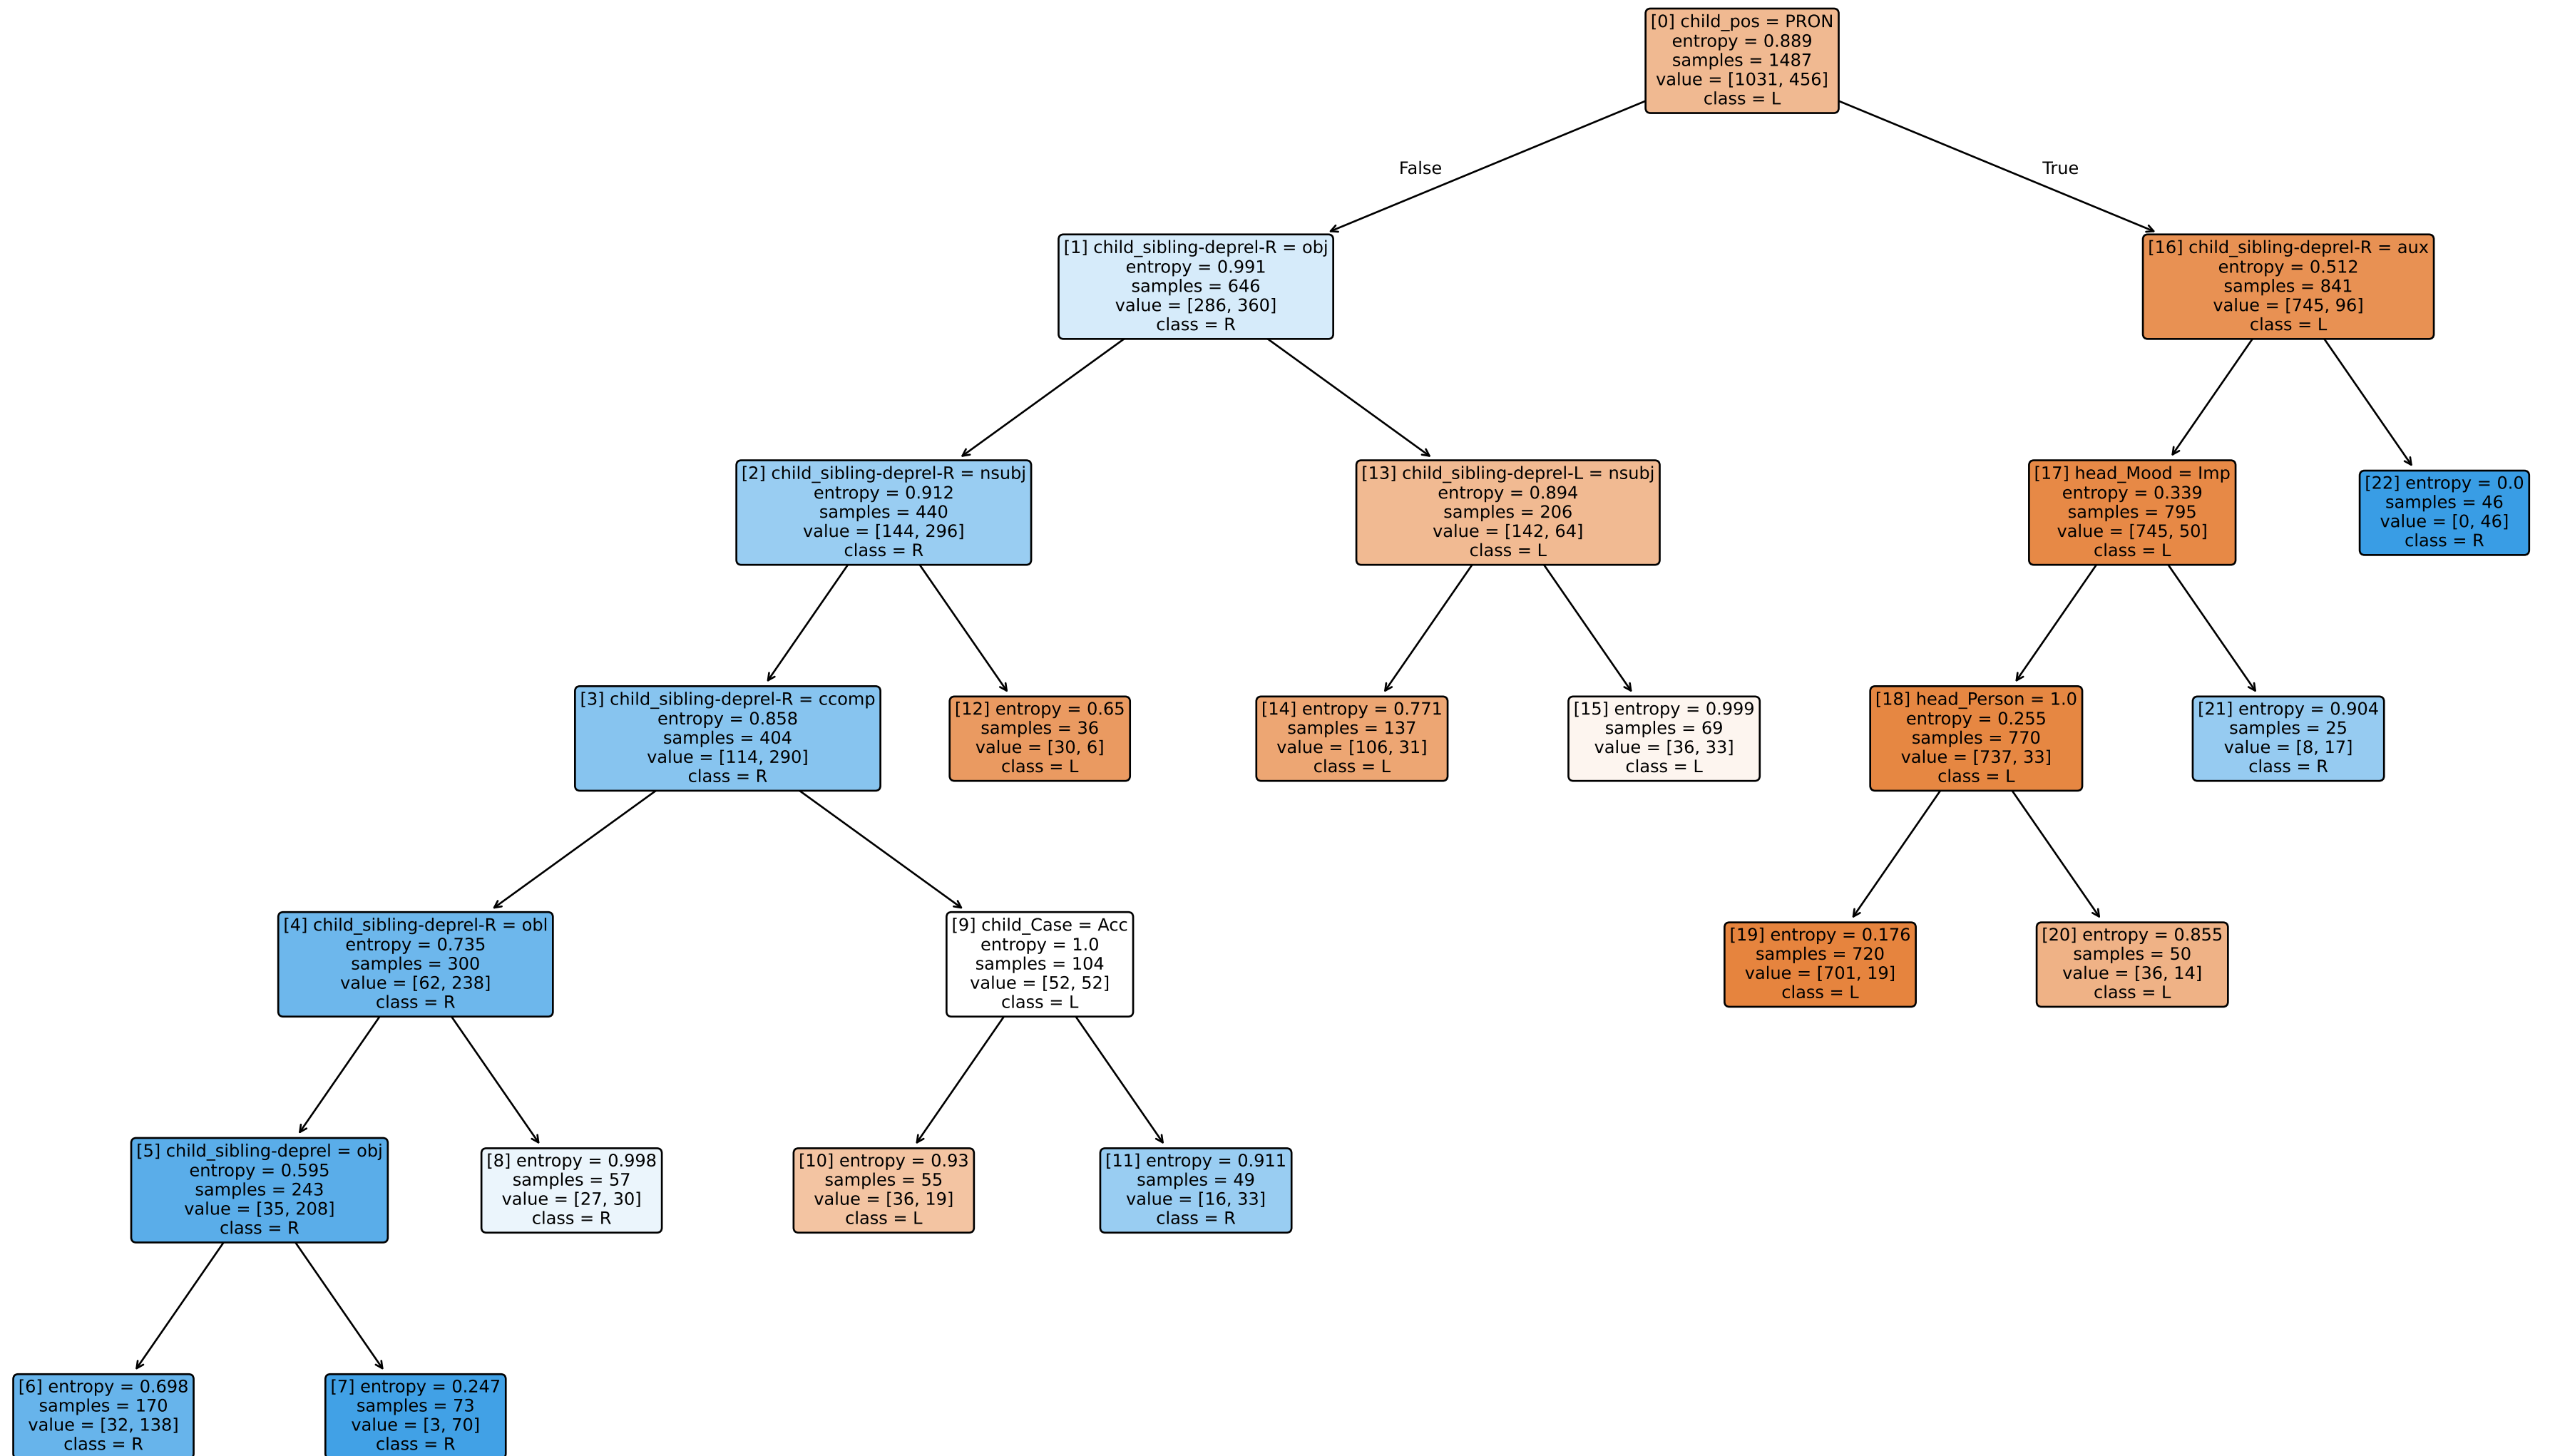 [0] child_pos = PRON
entropy = 0.889
samples = 1487
value = [1031, 456]
class = L
False
True
[1] child_sibling-deprel-R = obj
entropy = 0.991
samples = 646
value = [286, 360]
class = R
[16] child_sibling-deprel-R = aux
entropy = 0.512
samples = 841
value = [745, 96]
class = L
[2] child_sibling-deprel-R = nsubj
entropy = 0.912
samples = 440
value = [144, 296]
class = R
[13] child_sibling-deprel-L = nsubj
entropy = 0.894
samples = 206
value = [142, 64]
class = L
[17] head_Mood = Imp
entropy = 0.339
samples = 795
value = [745, 50]
class = L
[22] entropy = 0.0
samples = 46
value = [0, 46]
class = R
[3] child_sibling-deprel-R = ccomp
entropy = 0.858
samples = 404
value = [114, 290]
class = R
[12] entropy = 0.65
samples = 36
value = [30, 6]
class = L
[14] entropy = 0.771
samples = 137
value = [106, 31]
class = L
[15] entropy = 0.999
samples = 69
value = [36, 33]
class = L
[18] head_Person = 1.0
entropy = 0.255
samples = 770
value = [737, 33]
class = L
[21] entropy = 0.904
samples = 25
value = [8, 17]
class = R
[4] child_sibling-deprel-R = obl
entropy = 0.735
samples = 300
value = [62, 238]
class = R
[9] child_Case = Acc
entropy = 1.0
samples = 104
value = [52, 52]
class = L
[19] entropy = 0.176
samples = 720
value = [701, 19]
class = L
[20] entropy = 0.855
samples = 50
value = [36, 14]
class = L
[5] child_sibling-deprel = obj
entropy = 0.595
samples = 243
value = [35, 208]
class = R
[8] entropy = 0.998
samples = 57
value = [27, 30]
class = R
[10] entropy = 0.93
samples = 55
value = [36, 19]
class = L
[11] entropy = 0.911
samples = 49
value = [16, 33]
class = R
[6] entropy = 0.698
samples = 170
value = [32, 138]
class = R
[7] entropy = 0.247
samples = 73
value = [3, 70]
class = R